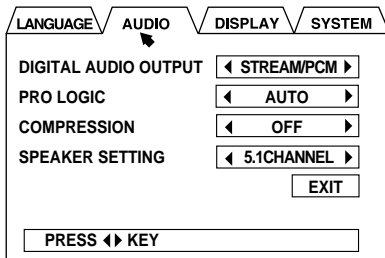 LANGUAGE AUDIO DISPLAY SYSTEM
DIGITAL AUDIO OUTPUT ◀ STREAM/PCM ▶
PRO LOGIC ◀ AUTO ▶
COMPRESSION ◀ OFF ▶
SPEAKER SETTING ◀ 5.1CHANNEL ▶
EXIT
PRESS ◀▶ KEY